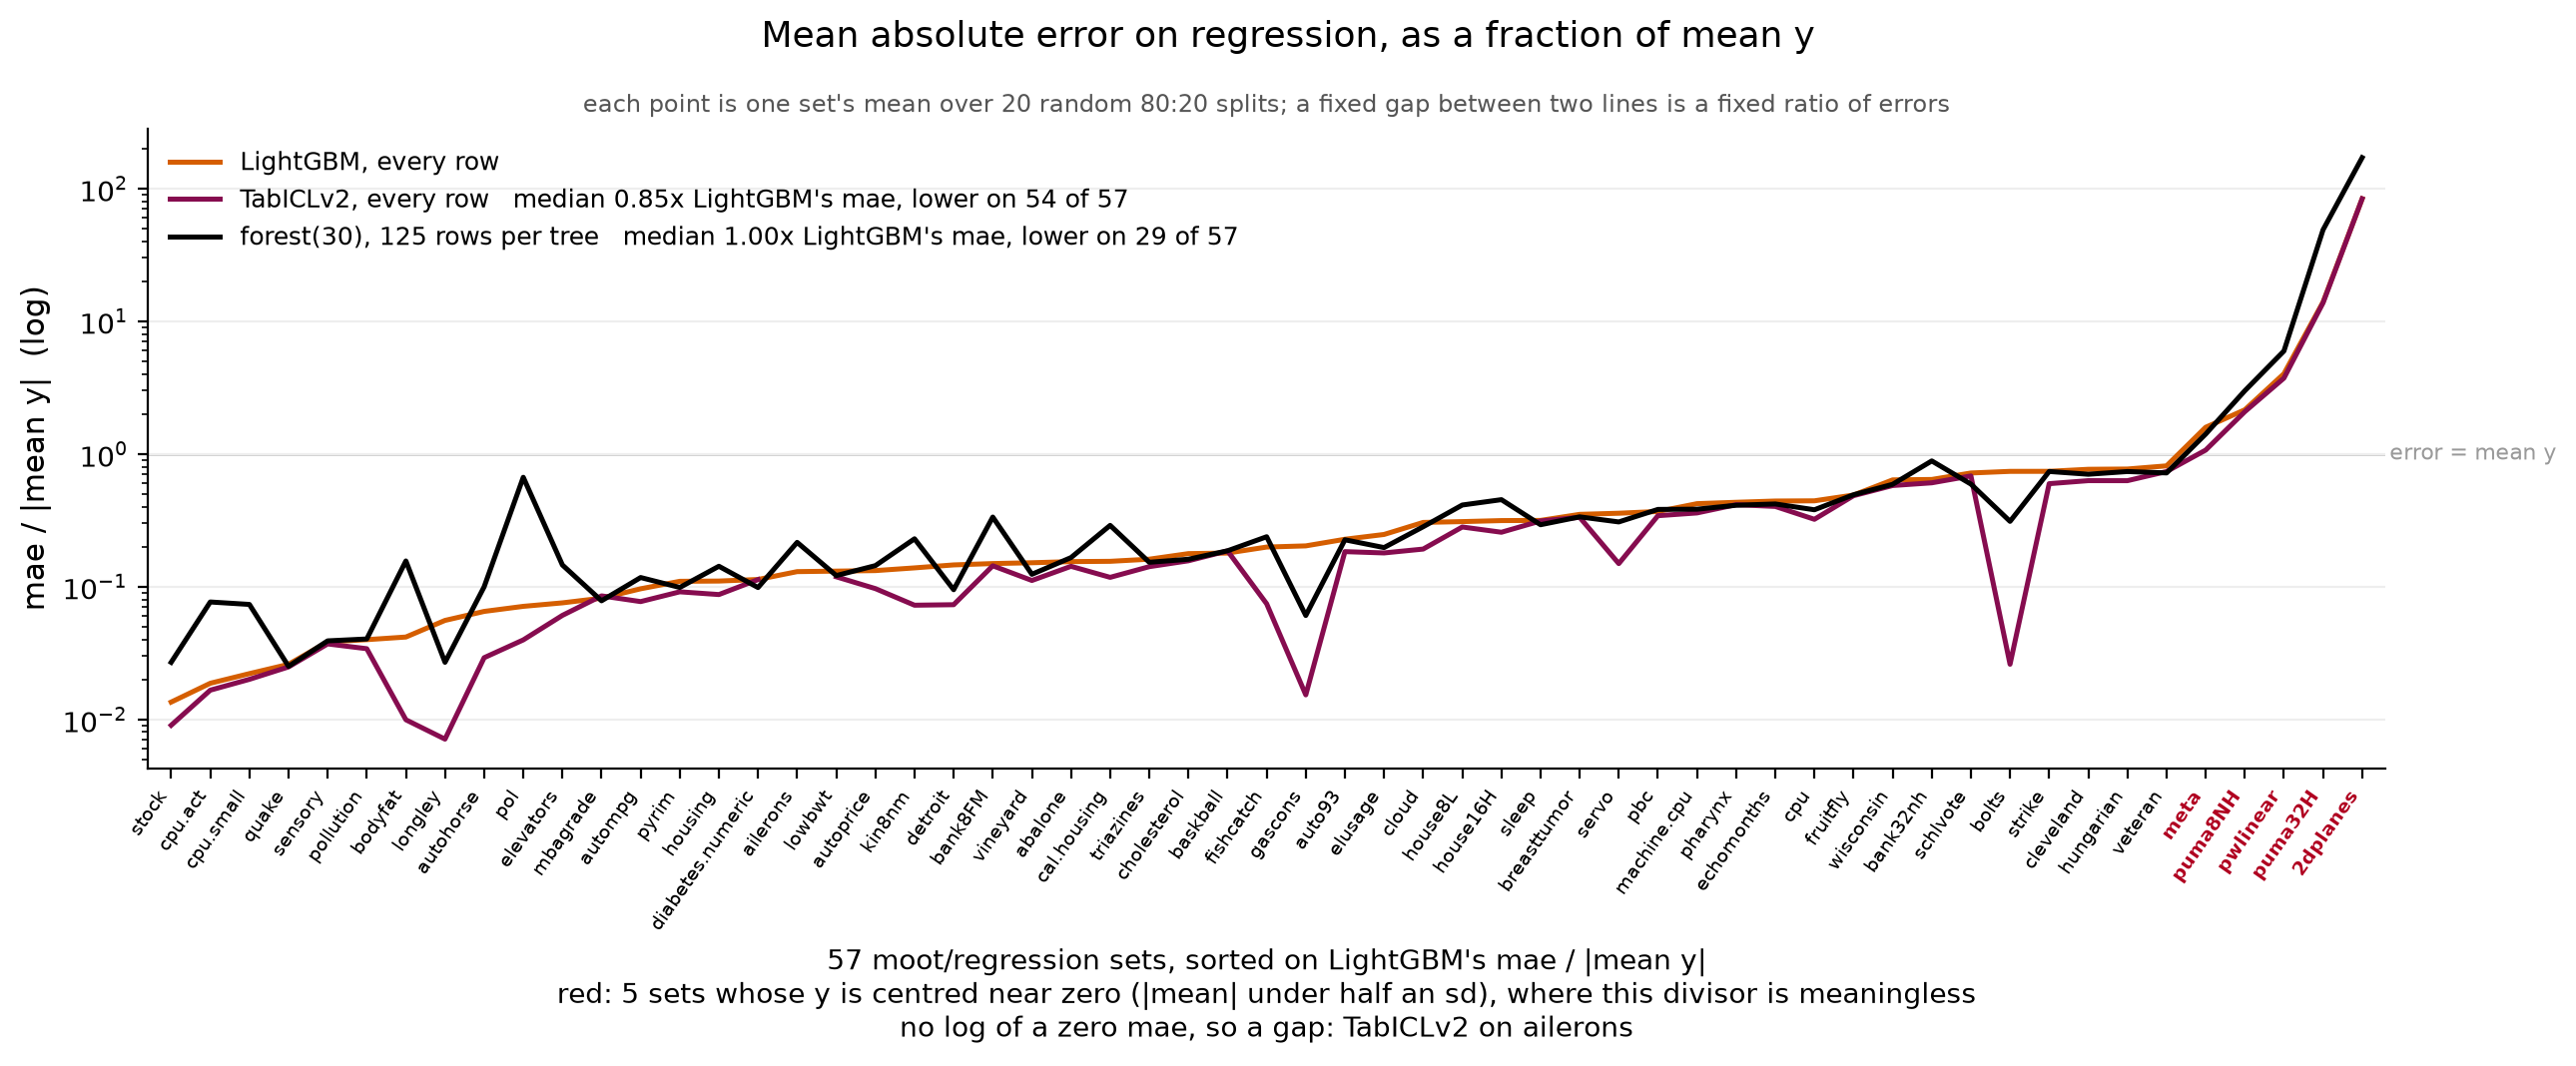 Mean absolute error on regression, as a fraction of mean y
each point is one set's mean over 20 random 80:20 splits; a fixed gap between two lines is a fixed ratio of errors
LightGBM, every row
TabICLv2, every row   median 0.85x LightGBM's mae, lower on 54 of 57
forest(30), 125 rows per tree   median 1.00x LightGBM's mae, lower on 29 of 57
mae / |mean y|  (log)
10²
10¹
10⁰
10⁻¹
10⁻²
error = mean y
stock
cpu.act
cpu.small
quake
sensory
pollution
bodyfat
longley
autohorse
pol
elevators
mbagrade
autompg
pyrim
housing
diabetes.numeric
ailerons
lowbwt
autoprice
kin8nm
detroit
bank8FM
vineyard
abalone
cal.housing
triazines
cholesterol
baskball
fishcatch
gascons
auto93
elusage
cloud
house8L
house16H
sleep
breasttumor
servo
pbc
machine.cpu
pharynx
echomonths
cpu
fruitfly
wisconsin
bank32nh
schlvote
bolts
strike
cleveland
hungarian
veteran
meta
puma8NH
pwlinear
puma32H
2dplanes
57 moot/regression sets, sorted on LightGBM's mae / |mean y|
red: 5 sets whose y is centred near zero (|mean| under half an sd), where this divisor is meaningless
no log of a zero mae, so a gap: TabICLv2 on ailerons